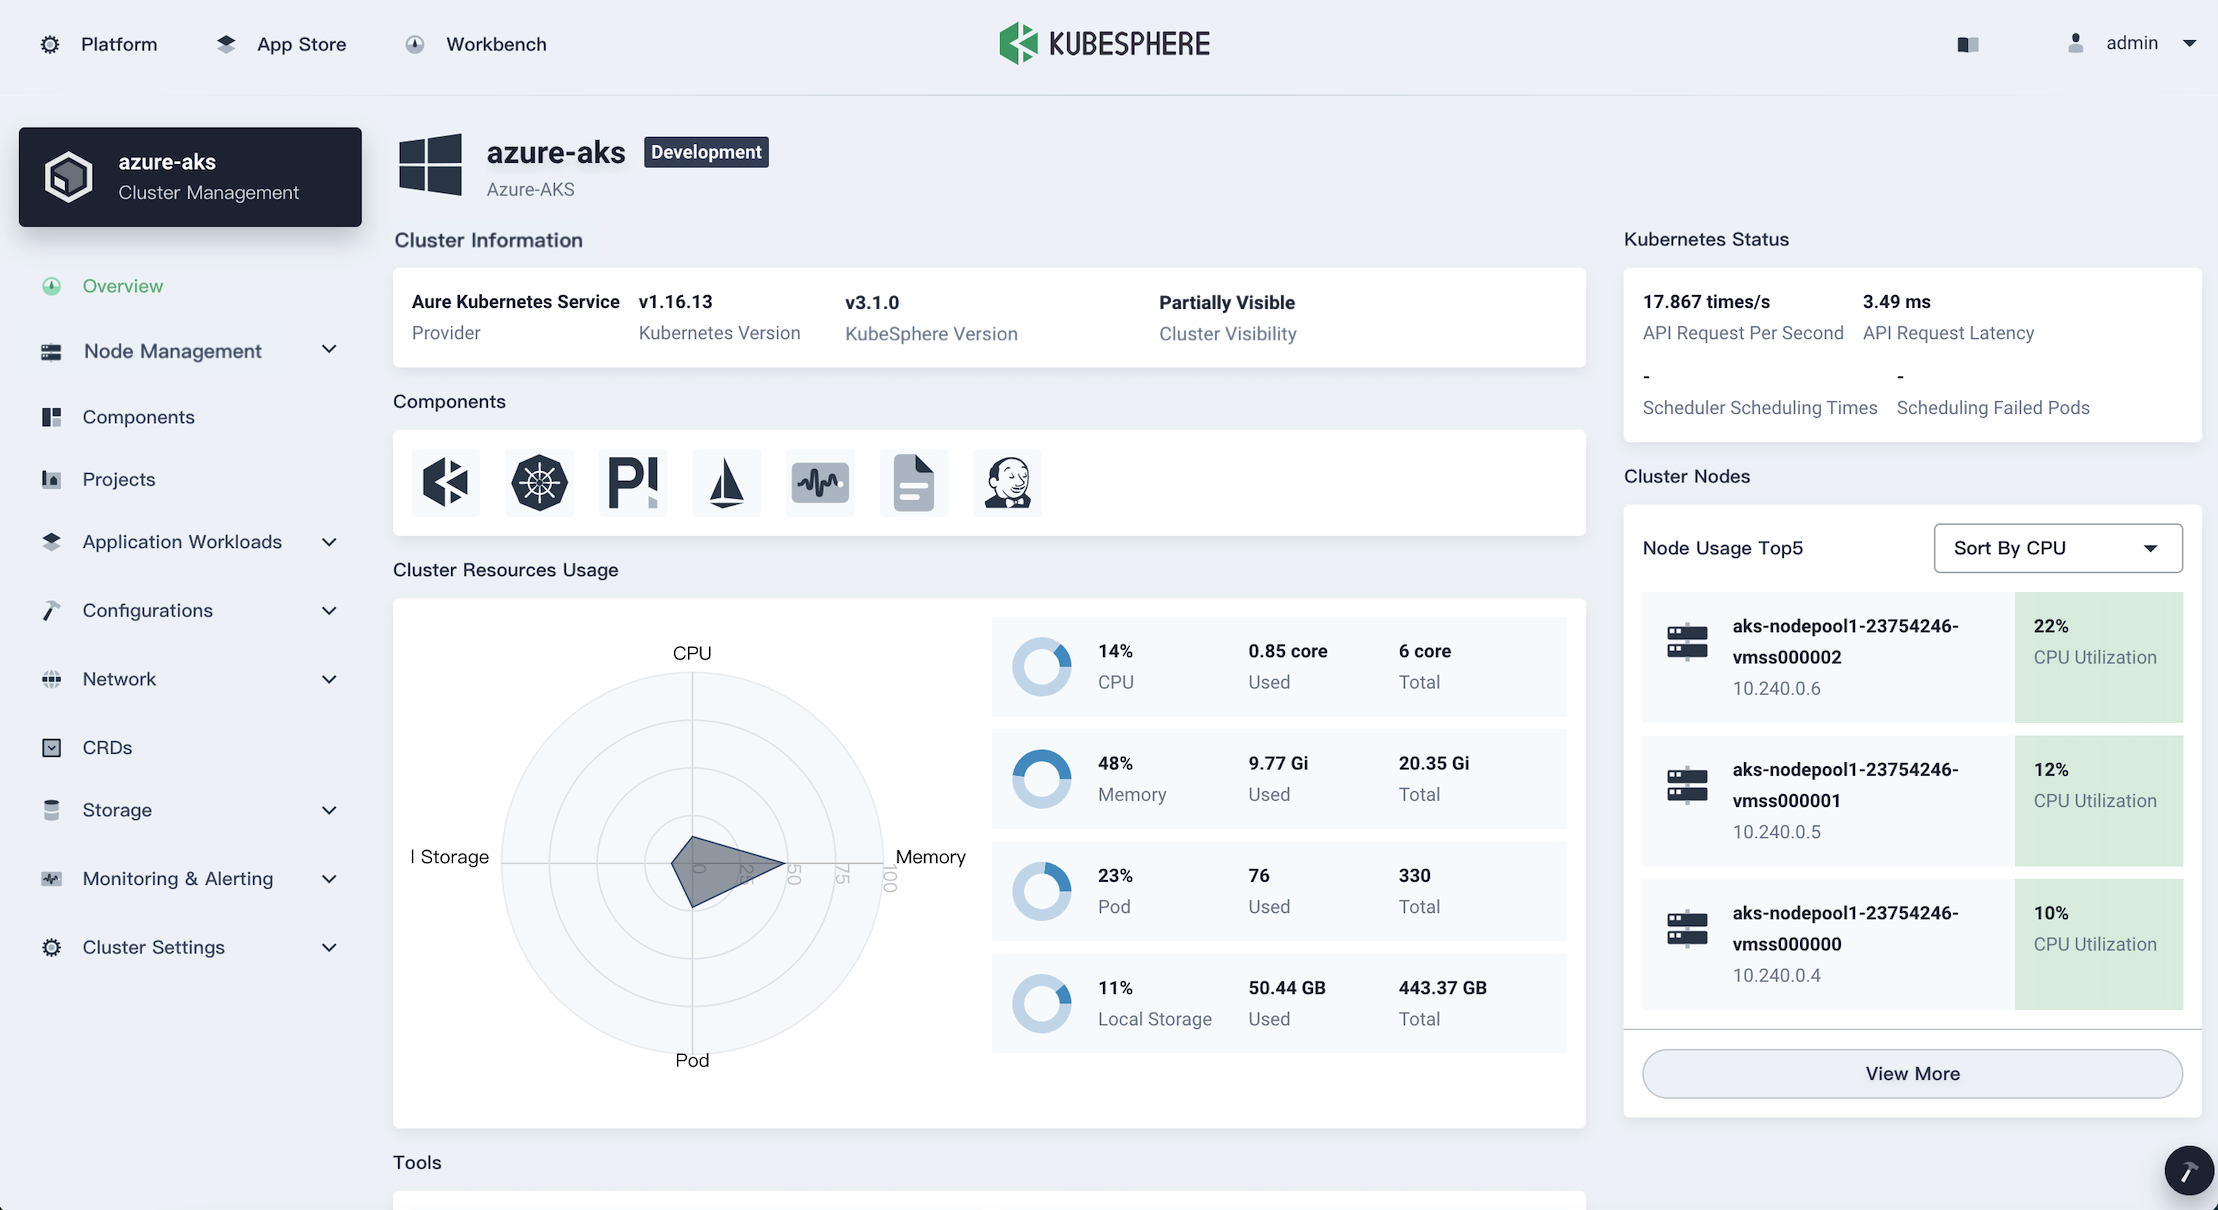 Platform
App Store
Workbench
KUBESPHERE
admin
azure-aks
Cluster Management
Overview
Node Management
Components
Projects
Application Workloads
Configurations
Network
CRDs
Storage
Monitoring & Alerting
Cluster Settings
azure-aks
Development
Azure-AKS
Cluster Information
Aure Kubernetes Service
Provider
v1.16.13
Kubernetes Version
v3.1.0
KubeSphere Version
Partially Visible
Cluster Visibility
Components
P!
Cluster Resources Usage
CPU
l Storage
Memory
Pod
0
25
50
75
100
14%
CPU
0.85 core
Used
6 core
Total
48%
Memory
9.77 Gi
Used
20.35 Gi
Total
23%
Pod
76
Used
330
Total
11%
Local Storage
50.44 GB
Used
443.37 GB
Total
Tools
Kubernetes Status
17.867 times/s
API Request Per Second
3.49 ms
API Request Latency
-
Scheduler Scheduling Times
-
Scheduling Failed Pods
Cluster Nodes
Node Usage Top5
Sort By CPU
aks-nodepool1-23754246-
vmss000002
10.240.0.6
22%
CPU Utilization
aks-nodepool1-23754246-
vmss000001
10.240.0.5
12%
CPU Utilization
aks-nodepool1-23754246-
vmss000000
10.240.0.4
10%
CPU Utilization
View More